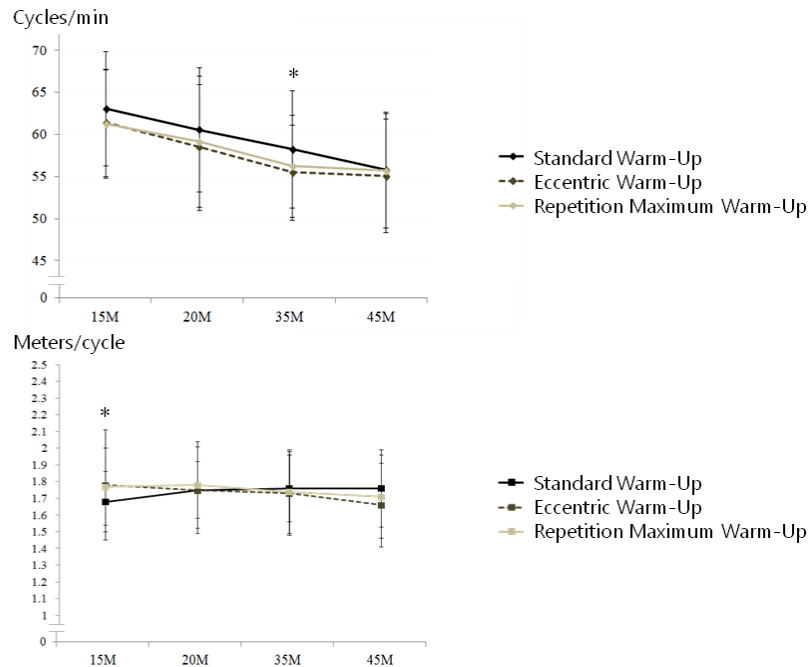 Cycles/min
70
65
60
55
50
45
0
*
15M 20M 35M 45M
Standard Warm-Up
Eccentric Warm-Up
Repetition Maximum Warm-Up
Meters/cycle
2.5
2.4
2.3
2.2
2.1
2
1.9
1.8
1.7
1.6
1.5
1.4
1.3
1.2
1.1
1
0
*
15M 20M 35M 45M
Standard Warm-Up
Eccentric Warm-Up
Repetition Maximum Warm-Up